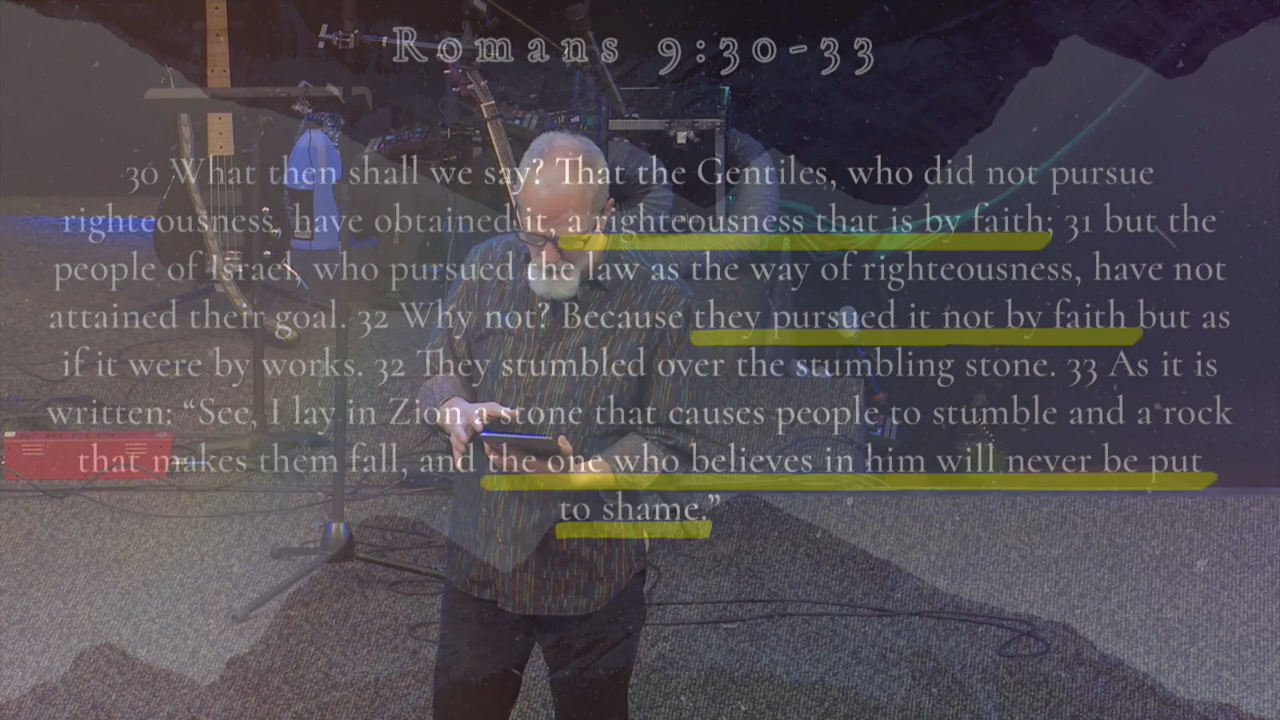 Romans 9:30-33
30 What then shall we say? That the Gentiles, who did not pursue
righteousness, have obtained it, a righteousness that is by faith; 31 but the
people of Israel, who pursued the law as the way of righteousness, have not
attained their goal. 32 Why not? Because they pursued it not by faith but as
if it were by works. 32 They stumbled over the stumbling stone. 33 As it is
written: “See, I lay in Zion a stone that causes people to stumble and a rock
that makes them fall, and the one who believes in him will never be put
to shame.”